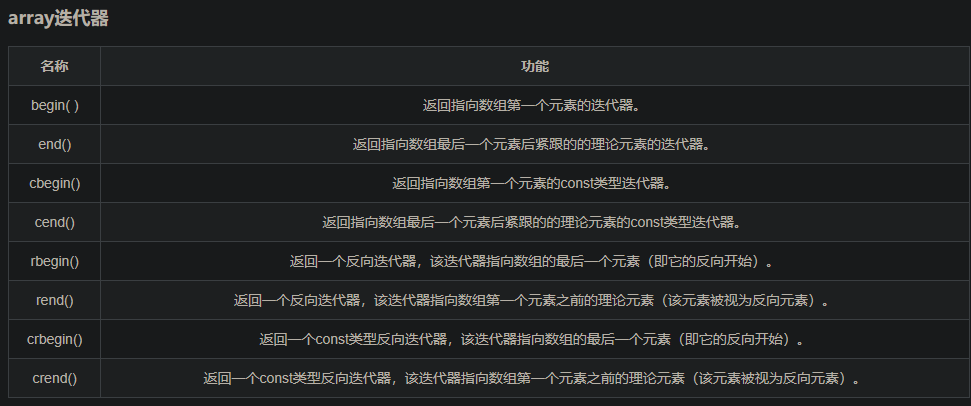 array迭代器
名称 功能
begin( ) 返回指向数组第一个元素的迭代器。
end() 返回指向数组最后一个元素后紧跟的的理论元素的迭代器。
cbegin() 返回指向数组第一个元素的const类型迭代器。
cend() 返回指向数组最后一个元素后紧跟的的理论元素的const类型迭代器。
rbegin() 返回一个反向迭代器，该迭代器指向数组的最后一个元素（即它的反向开始）。
rend() 返回一个反向迭代器，该迭代器指向数组第一个元素之前的理论元素（该元素被视为反向元素）。
crbegin() 返回一个const类型反向迭代器，该迭代器指向数组的最后一个元素（即它的反向开始）。
crend() 返回一个const类型反向迭代器，该迭代器指向数组第一个元素之前的理论元素（该元素被视为反向元素）。